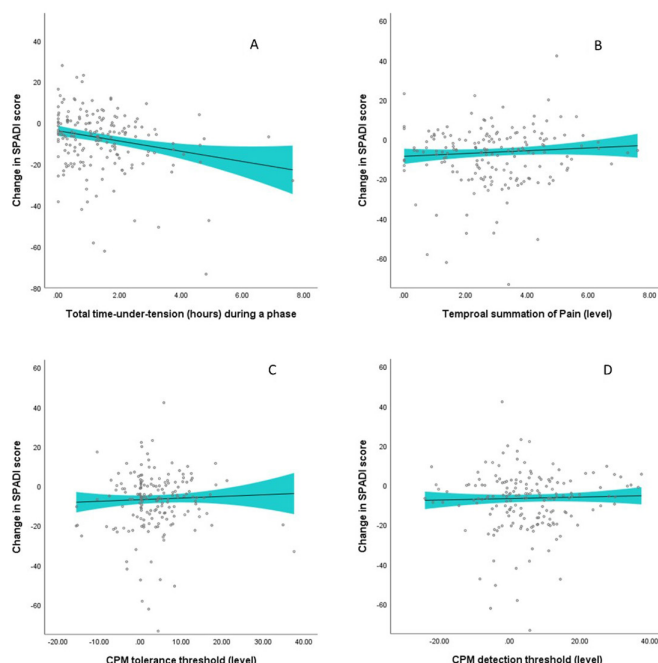 A
Change in SPADI score
40
20
0
-20
-40
-60
-80
.00 2.00 4.00 6.00 8.00
Total time-under-tension (hours) during a phase
B
Change in SPADI score
60
40
20
0
-20
-40
-60
.00 2.00 4.00 6.00 8.00
Temproal summation of Pain (level)
C
Change in SPADI score
60
40
20
0
-20
-40
-60
-20.00 -10.00 .00 10.00 20.00 30.00 40.00
CPM tolerance threshold (level)
D
Change in SPADI score
60
40
20
0
-20
-40
-60
-40.00 -20.00 .00 20.00 40.00
CPM detection threshold (level)